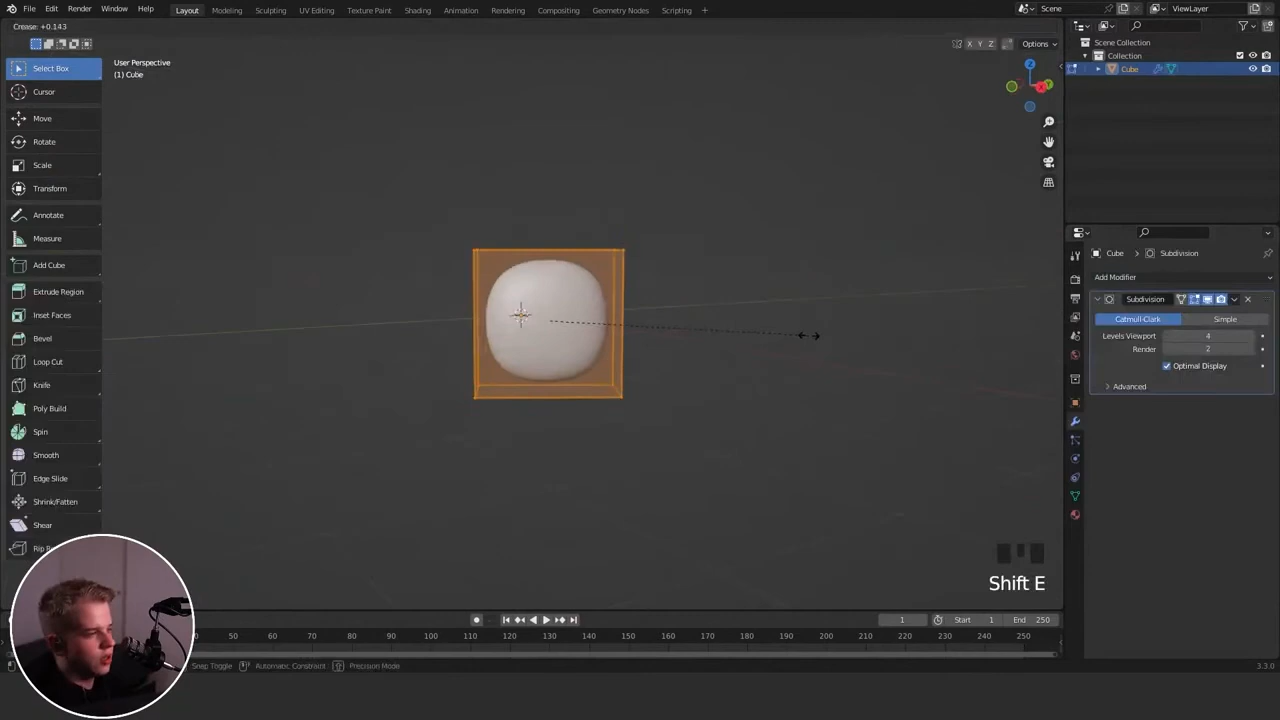 File Edit Render Window Help Layout Modeling Sculpting UV Editing Texture Paint Shading Animation Rendering Compositing Geometry Nodes Scripting + Scene ViewLayer
Crease: +0.143
X Y Z Options
Select Box
Cursor
Move
Rotate
Scale
Transform
Annotate
Measure
Add Cube
Extrude Region
Inset Faces
Bevel
Loop Cut
Knife
Poly Build
Spin
Smooth
Edge Slide
Shrink/Fatten
Shear
Rip Re
User Perspective
(1) Cube
Z
X
Y
Shift E
Scene Collection
Collection
Cube
Cube > Subdivision
Add Modifier
Subdivision
Catmull-Clark Simple
Levels Viewport 4
Render 2
Optimal Display
Advanced
1 Start 1 End 250
40 50 60 70 80 90 100 110 120 130 140 150 160 170 180 190 200 210 220 230 240 250
Snap Toggle Automatic Constraint Precision Mode 3.3.0